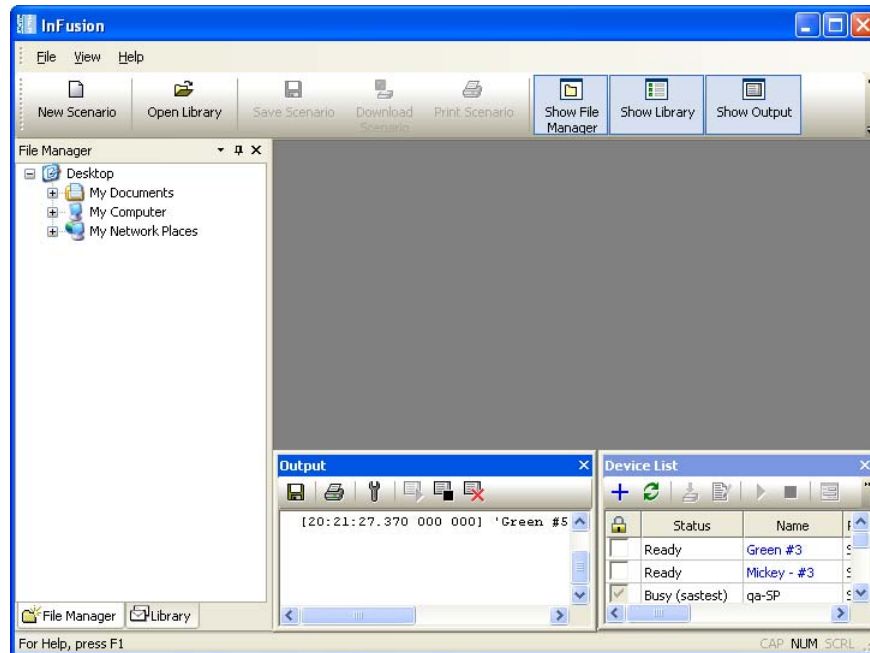 InFusion
File View Help
New Scenario
Open Library
Save Scenario
Download Scenario
Print Scenario
Show File Manager
Show Library
Show Output
File Manager
Desktop
My Documents
My Computer
My Network Places
Output
[20:21:27.370 000 000] 'Green #5
Device List
Status Name
Ready Green #3
Ready Mickey - #3
Busy (sastest) qa-SP
File Manager Library
For Help, press F1
CAP NUM SCRL